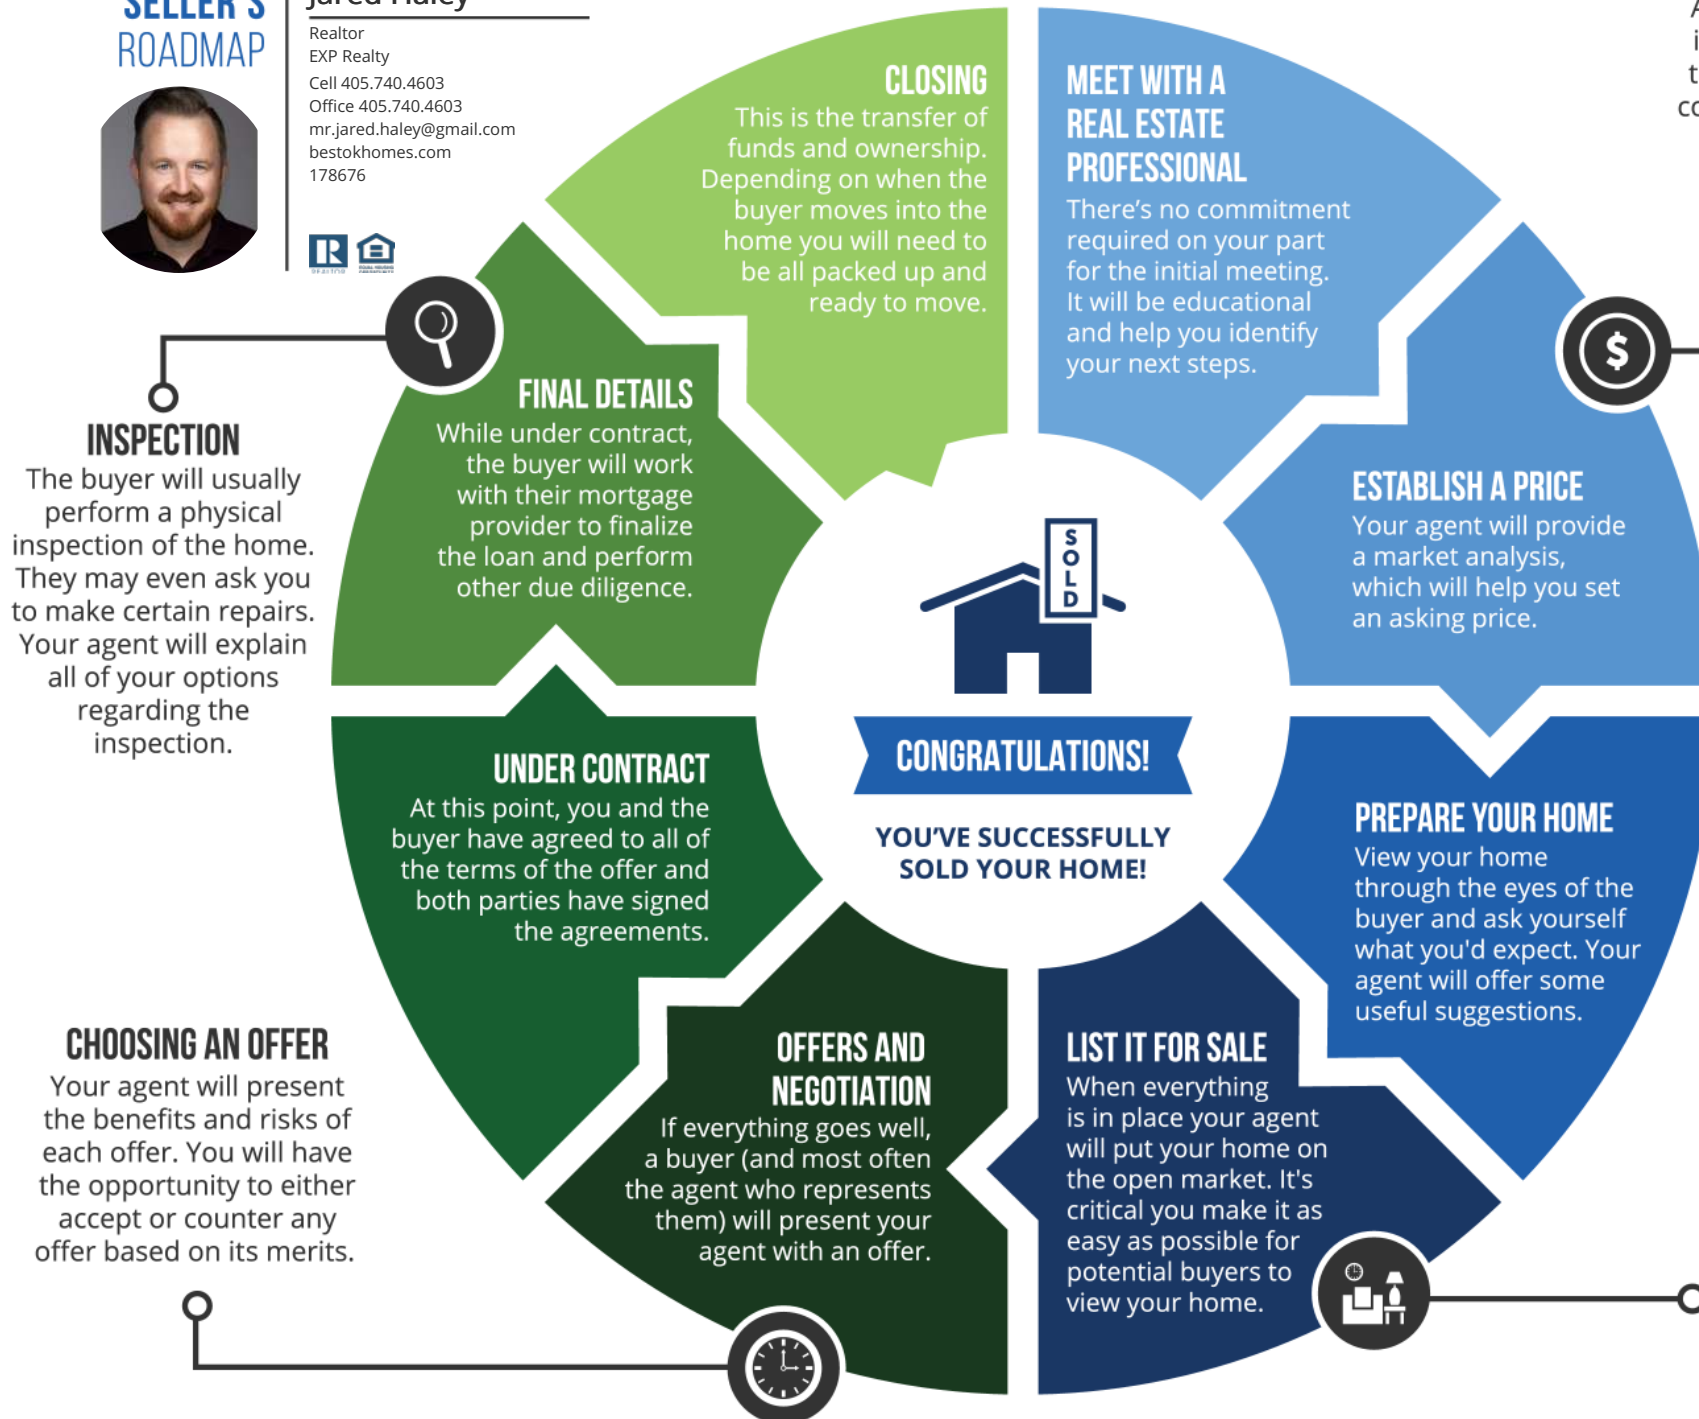 SELLER'S
ROADMAP
Jared Haley
Realtor
EXP Realty
Cell 405.740.4603
Office 405.740.4603
mr.jared.haley@gmail.com
bestokhomes.com
178676
CLOSING
This is the transfer of
funds and ownership.
Depending on when the
buyer moves into the
home you will need to
be all packed up and
ready to move.
MEET WITH A
REAL ESTATE
PROFESSIONAL
There's no commitment
required on your part
for the initial meeting.
It will be educational
and help you identify
your next steps.
$
ESTABLISH A PRICE
Your agent will provide
a market analysis,
which will help you set
an asking price.
PREPARE YOUR HOME
View your home
through the eyes of the
buyer and ask yourself
what you'd expect. Your
agent will offer some
useful suggestions.
LIST IT FOR SALE
When everything
is in place your agent
will put your home on
the open market. It's
critical you make it as
easy as possible for
potential buyers to
view your home.
OFFERS AND
NEGOTIATION
If everything goes well,
a buyer (and most often
the agent who represents
them) will present your
agent with an offer.
CHOOSING AN OFFER
Your agent will present
the benefits and risks of
each offer. You will have
the opportunity to either
accept or counter any
offer based on its merits.
UNDER CONTRACT
At this point, you and the
buyer have agreed to all of
the terms of the offer and
both parties have signed
the agreements.
FINAL DETAILS
While under contract,
the buyer will work
with their mortgage
provider to finalize
the loan and perform
other due diligence.
INSPECTION
The buyer will usually
perform a physical
inspection of the home.
They may even ask you
to make certain repairs.
Your agent will explain
all of your options
regarding the
inspection.
SOLD
CONGRATULATIONS!
YOU'VE SUCCESSFULLY
SOLD YOUR HOME!